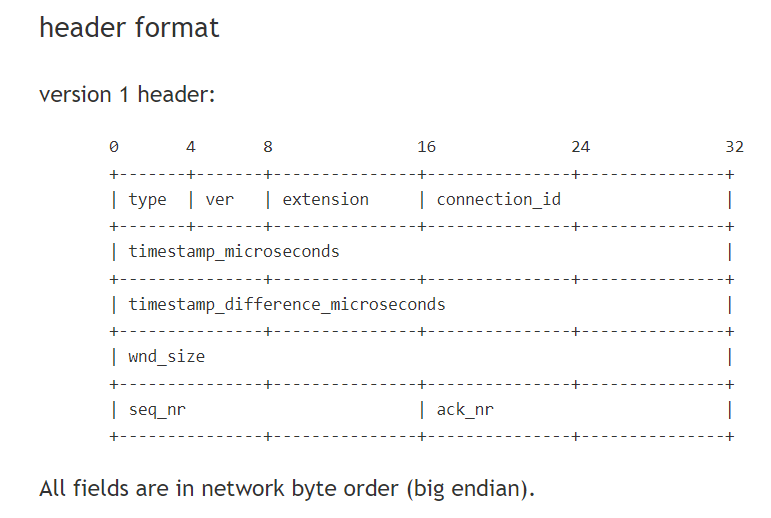 header format
version 1 header:
0       4       8               16              24              32
+-------+-------+---------------+---------------+---------------+
| type  | ver   | extension     | connection_id                 |
+-------+-------+---------------+---------------+---------------+
| timestamp_microseconds                                        |
+---------------+---------------+---------------+---------------+
| timestamp_difference_microseconds                             |
+---------------+---------------+---------------+---------------+
| wnd_size                                                      |
+---------------+---------------+---------------+---------------+
| seq_nr                        | ack_nr                        |
+---------------+---------------+---------------+---------------+
All fields are in network byte order (big endian).